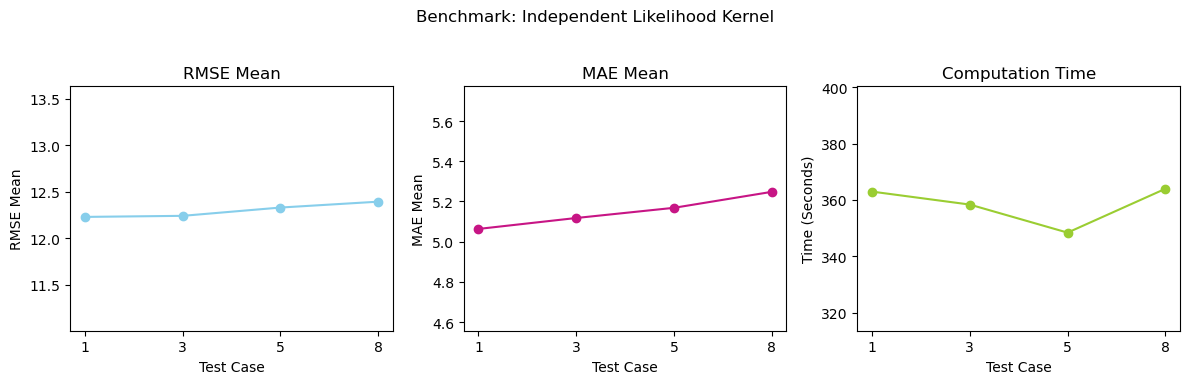 Benchmark: Independent Likelihood Kernel
RMSE Mean
RMSE Mean
13.5
13.0
12.5
12.0
11.5
1 3 5 8
Test Case
MAE Mean
MAE Mean
5.6
5.4
5.2
5.0
4.8
4.6
1 3 5 8
Test Case
Computation Time
Time (Seconds)
400
380
360
340
320
1 3 5 8
Test Case